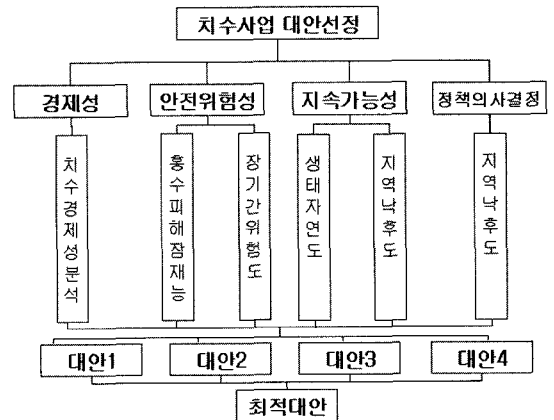 치수사업 대안선정
경제성
안전위험성
지속가능성
정책의사결정
치수경제성분석
홍수피해잠재능
장기간위험도
생태자연도
지역낙후도
지역낙후도
대안1
대안2
대안3
대안4
최적대안